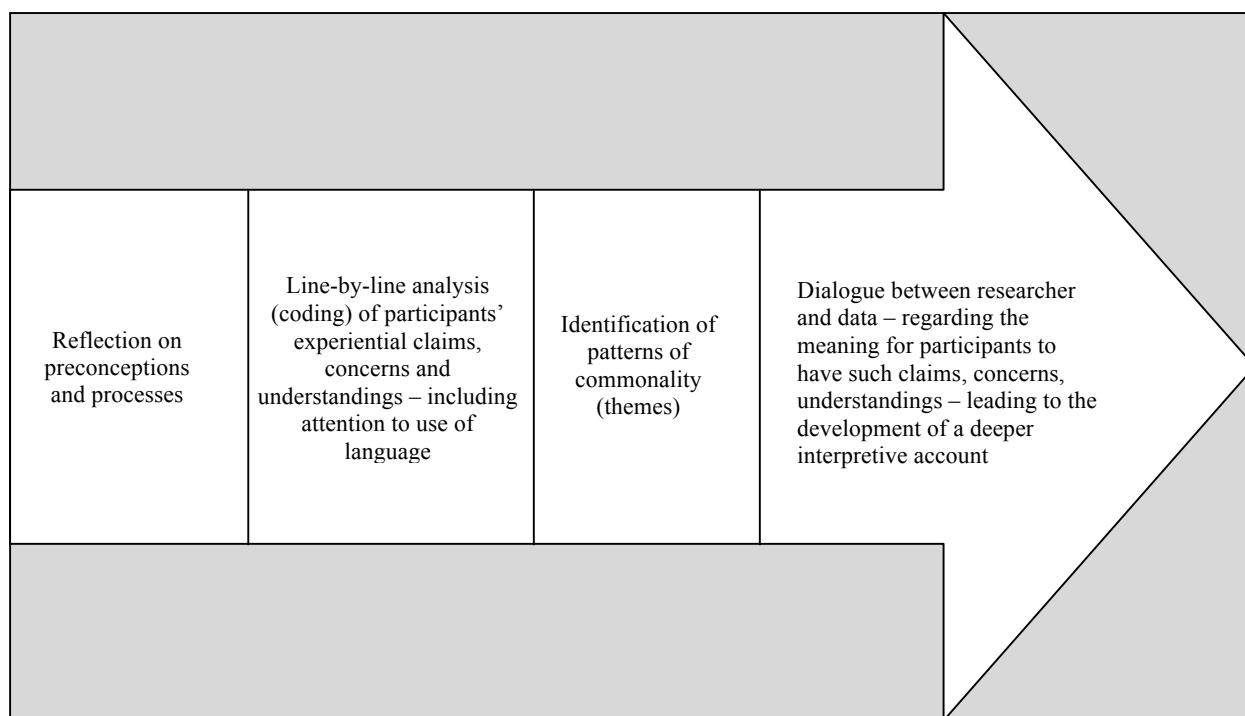 Reflection on
preconceptions
and processes
Line-by-line analysis
(coding) of participants’
experiential claims,
concerns and
understandings – including
attention to use of
language
Identification of
patterns of
commonality
(themes)
Dialogue between researcher
and data – regarding the
meaning for participants to
have such claims, concerns,
understandings – leading to the
development of a deeper
interpretive account